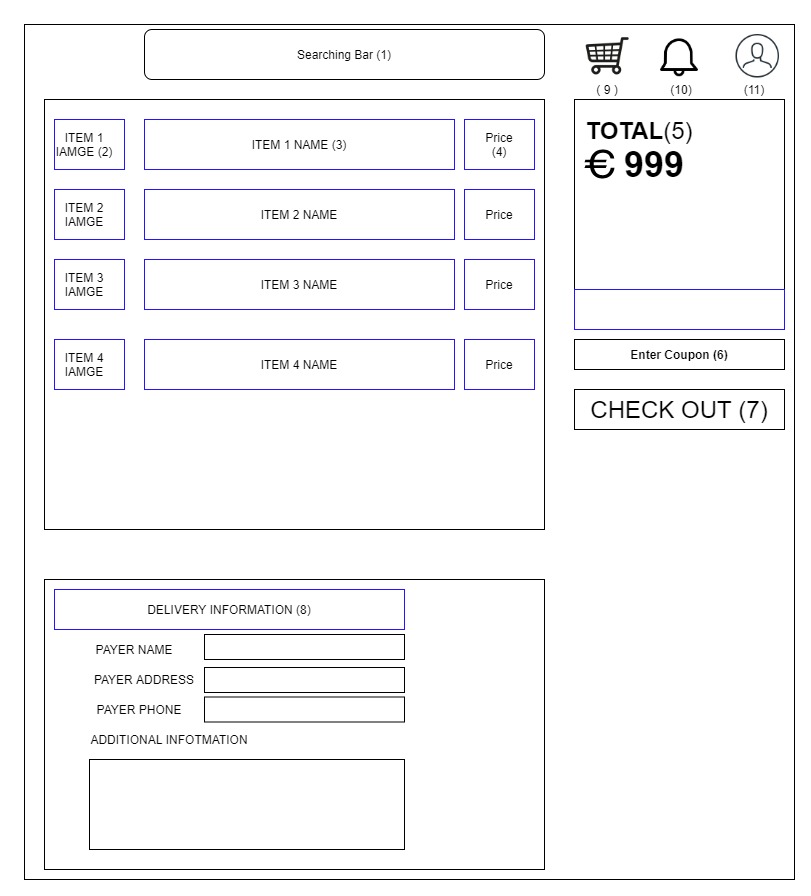 Searching Bar (1)
( 9 )
(10)
(11)
ITEM 1
IAMGE (2)
ITEM 1 NAME (3)
Price
(4)
ITEM 2
IAMGE
ITEM 2 NAME
Price
ITEM 3
IAMGE
ITEM 3 NAME
Price
ITEM 4
IAMGE
ITEM 4 NAME
Price
TOTAL(5)
€ 999
Enter Coupon (6)
CHECK OUT (7)
DELIVERY INFORMATION (8)
PAYER NAME
PAYER ADDRESS
PAYER PHONE
ADDITIONAL INFOTMATION